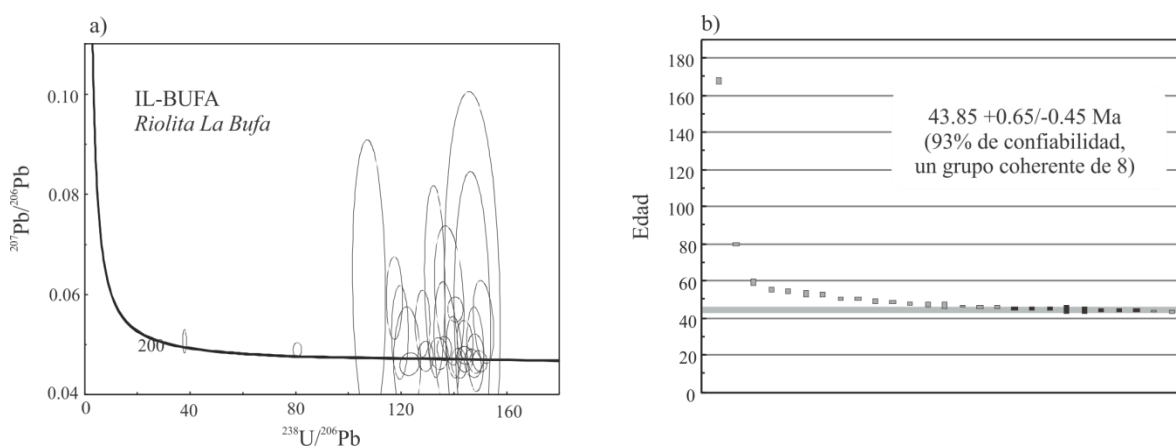 a)
0.10
0.08
0.06
0.04
²⁰⁷Pb/²⁰⁶Pb
IL-BUFA
Riolita La Bufa
200
0
40
80
120
160
²³⁸U/²⁰⁶Pb
b)
180
160
140
120
100
80
60
40
20
0
Edad
43.85 +0.65/-0.45 Ma
(93% de confiabilidad,
un grupo coherente de 8)